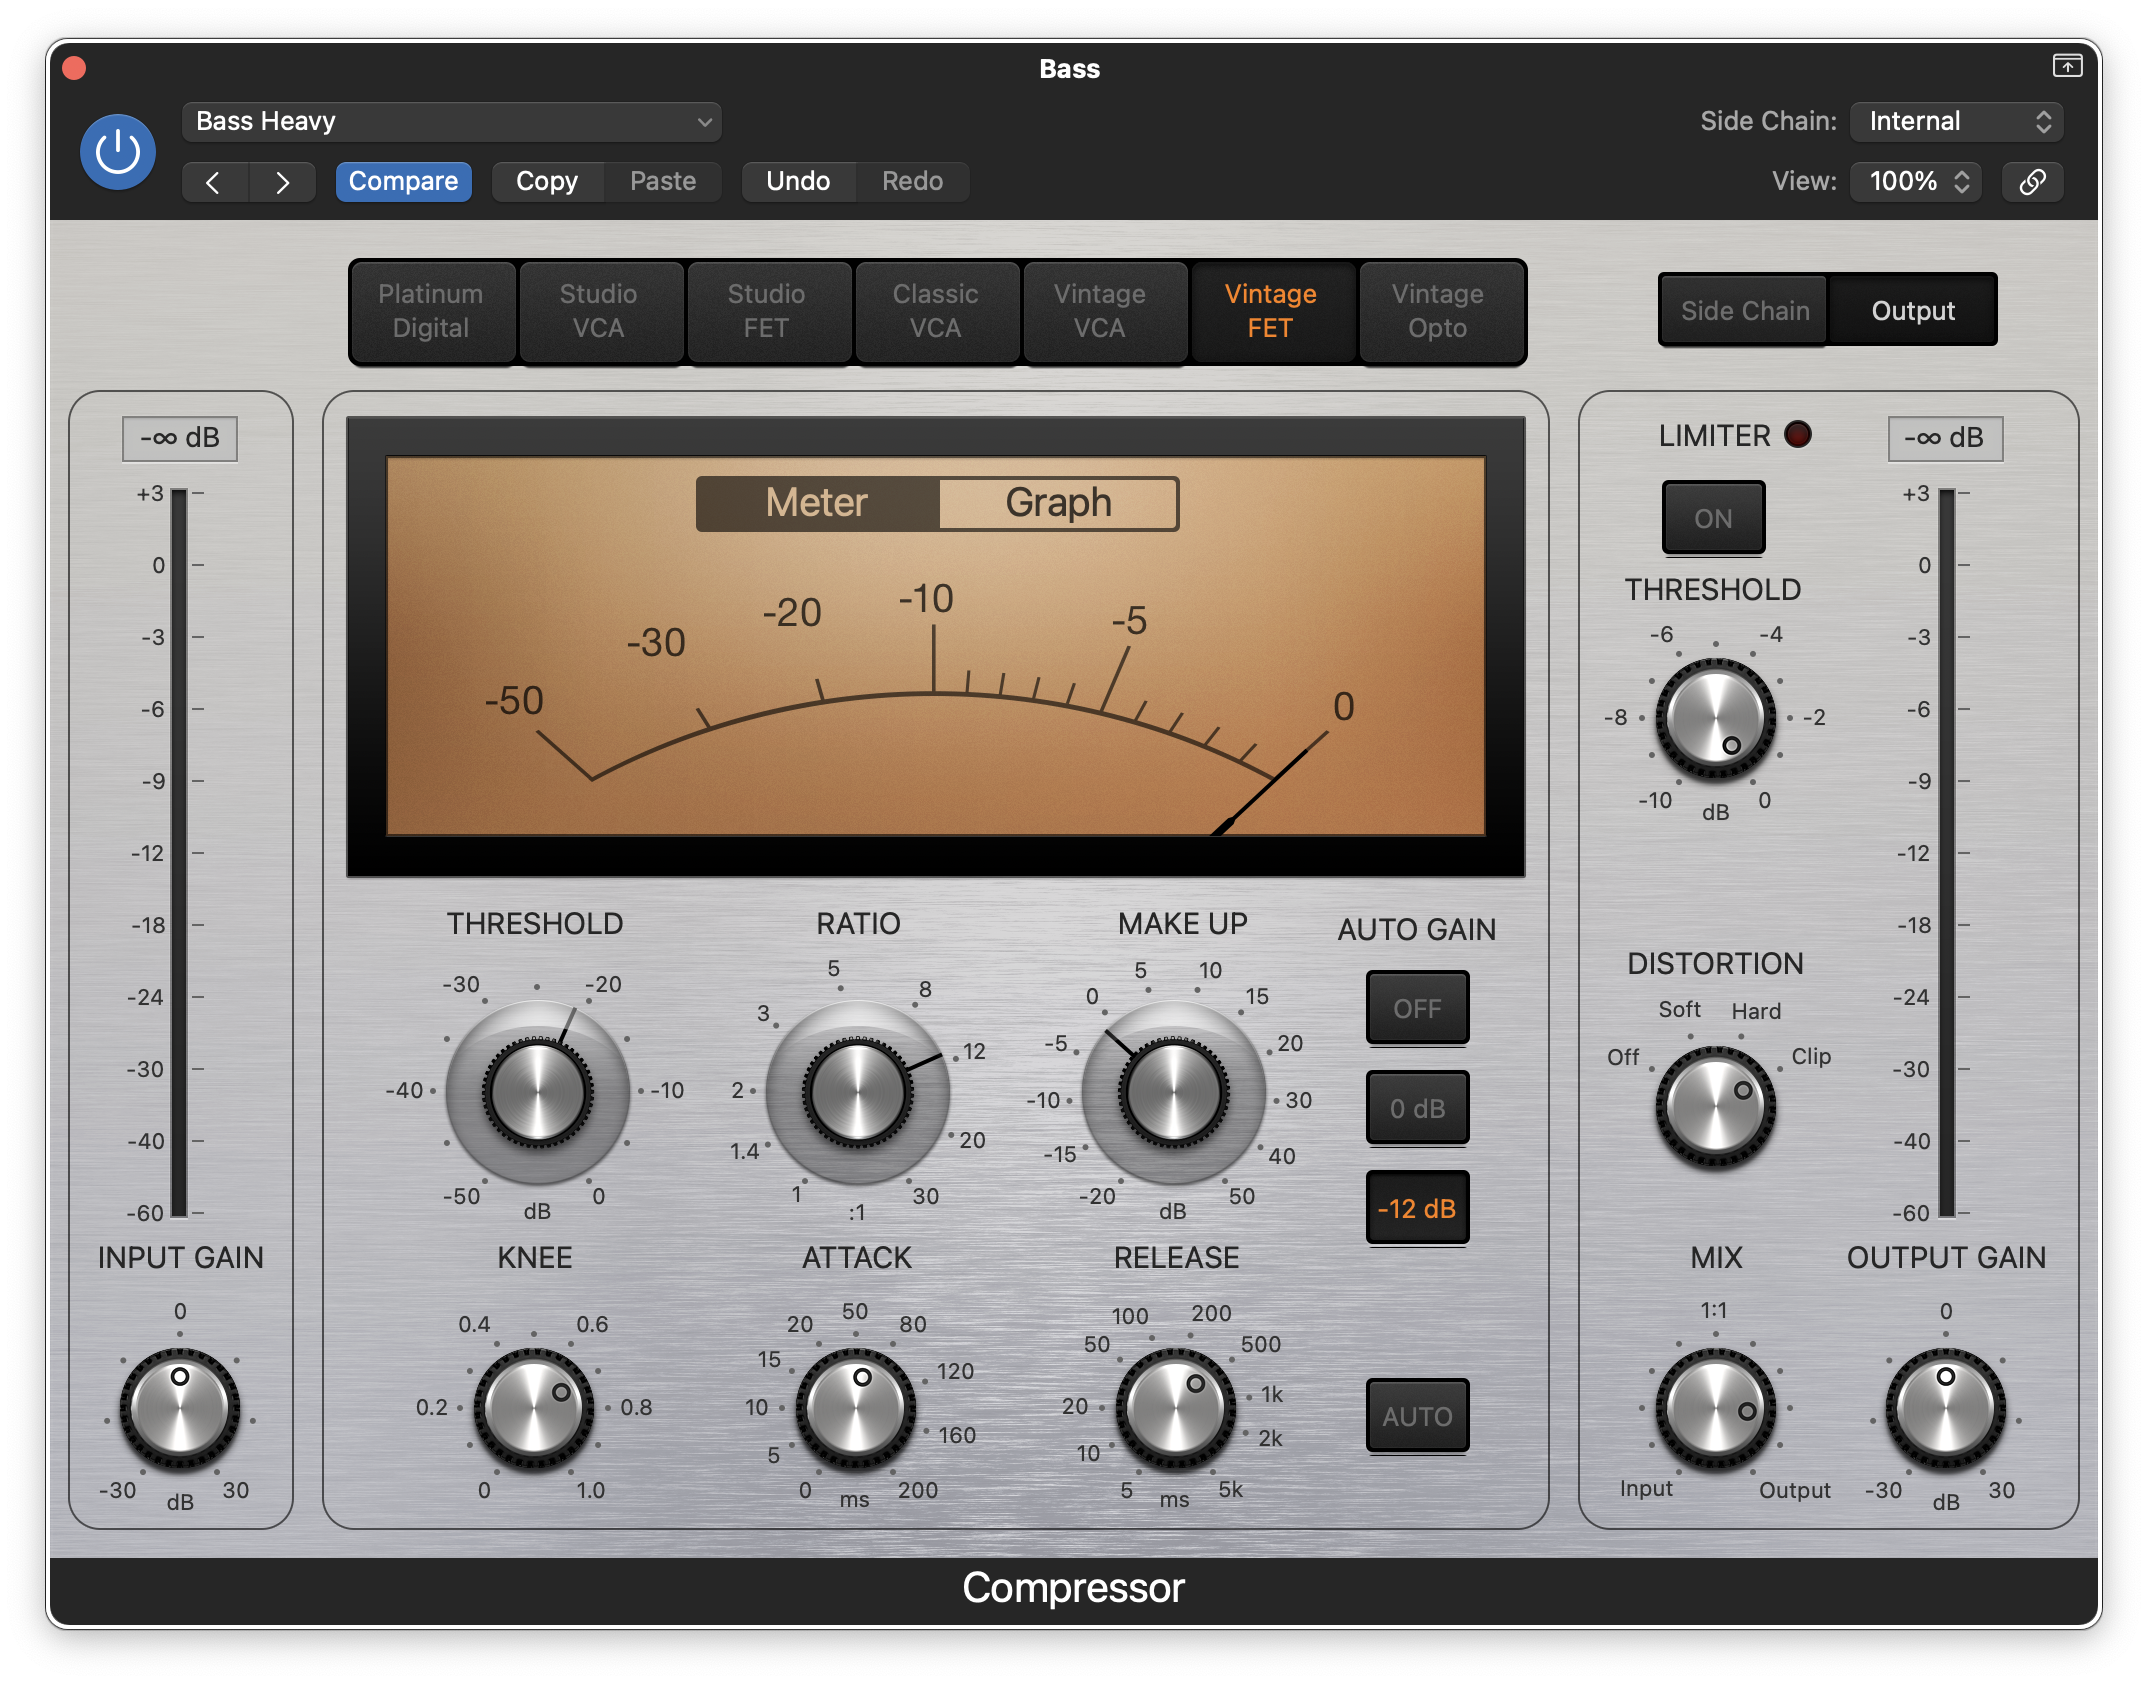 Bass
Bass Heavy
Side Chain: Internal
Compare Copy Paste Undo Redo
View: 100%
Platinum Digital
Studio VCA
Studio FET
Classic VCA
Vintage VCA
Vintage FET
Vintage Opto
Side Chain Output
-∞ dB
+3
0
-3
-6
-9
-12
-18
-24
-30
-40
-60
INPUT GAIN
0
-30 dB 30
Meter Graph
-50 -30 -20 -10 -5 0
THRESHOLD
-30 -20
-40 -10
-50 dB 0
RATIO
5
3 8
2 12
1.4 20
1 :1 30
MAKE UP
5 10
0 15
-5 20
-10 30
-15 40
-20 dB 50
AUTO GAIN
OFF
0 dB
-12 dB
KNEE
0.4 0.6
0.2 0.8
0 1.0
ATTACK
50
20 80
15 120
10 160
5
0 ms 200
RELEASE
100 200
50 500
20 1k
10 2k
5 ms 5k
AUTO
LIMITER
ON
THRESHOLD
-6 -4
-8 -2
-10 dB 0
DISTORTION
Soft Hard
Off Clip
MIX
1:1
Input Output
-∞ dB
+3
0
-3
-6
-9
-12
-18
-24
-30
-40
-60
OUTPUT GAIN
0
-30 dB 30
Compressor